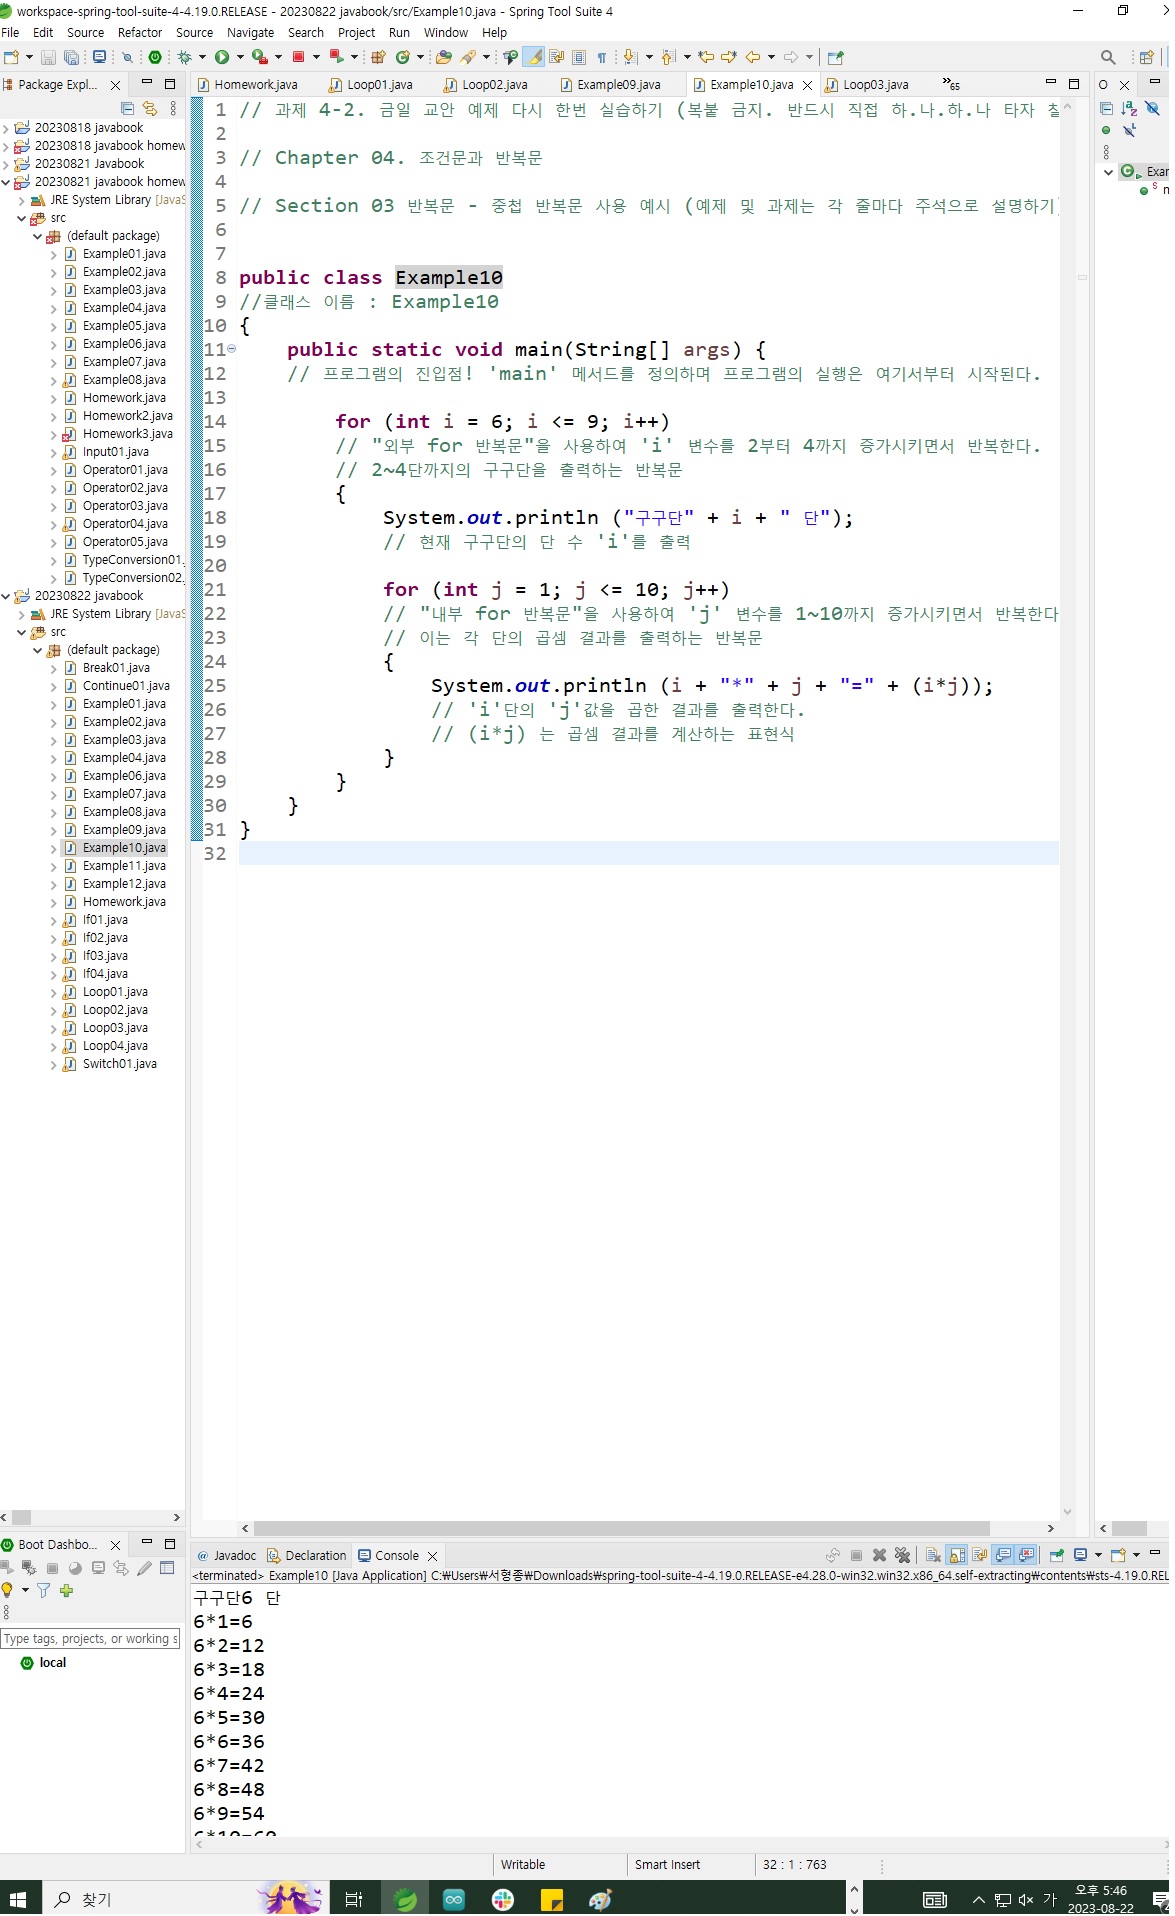 workspace-spring-tool-suite-4-4.19.0.RELEASE - 20230822 javabook/src/Example10.java - Spring Tool Suite 4
File Edit Source Refactor Source Navigate Search Project Run Window Help
Package Expl...
Homework.java Loop01.java Loop02.java Example09.java Example10.java Loop03.java »65
20230818 javabook
20230818 javabook homew
20230821 Javabook
20230821 javabook homew
JRE System Library [JavaS
src
(default package)
Example01.java
Example02.java
Example03.java
Example04.java
Example05.java
Example06.java
Example07.java
Example08.java
Homework.java
Homework2.java
Homework3.java
Input01.java
Operator01.java
Operator02.java
Operator03.java
Operator04.java
Operator05.java
TypeConversion01.
TypeConversion02.
20230822 javabook
JRE System Library [JavaS
src
(default package)
Break01.java
Continue01.java
Example01.java
Example02.java
Example03.java
Example04.java
Example06.java
Example07.java
Example08.java
Example09.java
Example10.java
Example11.java
Example12.java
Homework.java
If01.java
If02.java
If03.java
If04.java
Loop01.java
Loop02.java
Loop03.java
Loop04.java
Switch01.java
1 // 과제 4-2. 금일 교안 예제 다시 한번 실습하기 (복붙 금지. 반드시 직접 하.나.하.나 타자
2
3 // Chapter 04. 조건문과 반복문
4
5 // Section 03 반복문 - 중첩 반복문 사용 예시 (예제 및 과제는 각 줄마다 주석으로 설명하기)
6
7
8 public class Example10
9 //클래스 이름 : Example10
10 {
11 public static void main(String[] args) {
12 // 프로그램의 진입점! 'main' 메서드를 정의하며 프로그램의 실행은 여기서부터 시작된다.
13
14 for (int i = 6; i <= 9; i++)
15 // "외부 for 반복문"을 사용하여 'i' 변수를 2부터 4까지 증가시키면서 반복한다.
16 // 2~4단까지의 구구단을 출력하는 반복문
17 {
18 System.out.println ("구구단" + i + " 단");
19 // 현재 구구단의 단 수 'i'를 출력
20
21 for (int j = 1; j <= 10; j++)
22 // "내부 for 반복문"을 사용하여 'j' 변수를 1~10까지 증가시키면서 반복한다
23 // 이는 각 단의 곱셈 결과를 출력하는 반복문
24 {
25 System.out.println (i + "*" + j + "=" + (i*j));
26 // 'i'단의 'j'값을 곱한 결과를 출력한다.
27 // (i*j) 는 곱셈 결과를 계산하는 표현식
28 }
29 }
30 }
31 }
32
O
Exar
Boot Dashbo...
Type tags, projects, or working s
local
@ Javadoc Declaration Console
<terminated> Example10 [Java Application] C:₩Users₩서형종₩Downloads₩spring-tool-suite-4-4.19.0.RELEASE-e4.28.0-win32.win32.x86_64.self-extracting₩contents₩sts-4.19.0.REL
구구단6 단
6*1=6
6*2=12
6*3=18
6*4=24
6*5=30
6*6=36
6*7=42
6*8=48
6*9=54
6*10=60
Writable Smart Insert 32 : 1 : 763
찾기
가
오후 5:46
2023-08-22